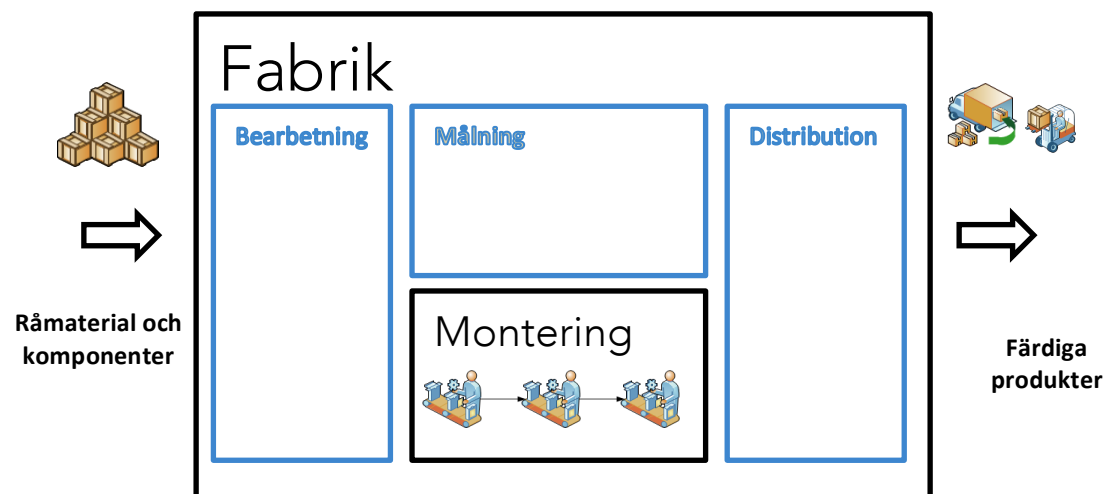 Fabrik
Bearbetning
Målning
Distribution
Montering
Råmaterial och
komponenter
Färdiga
produkter